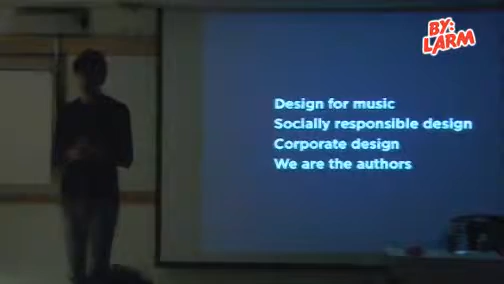 BY:
LARM
Design for music
Socially responsible design
Corporate design
We are the authors